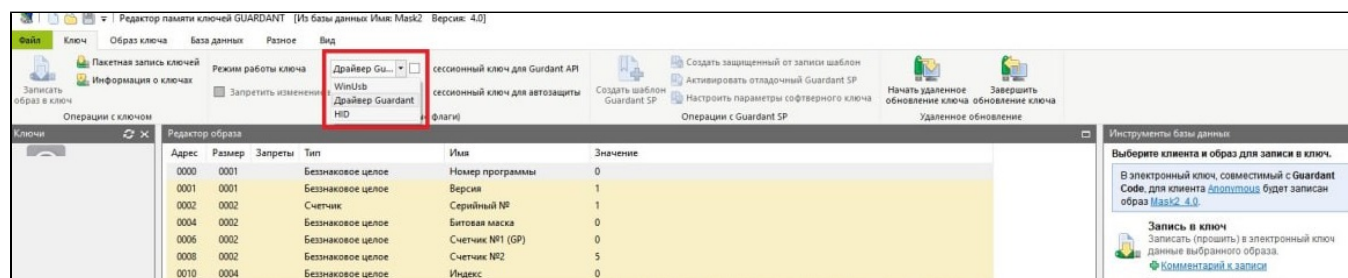 Редактор памяти ключей GUARDANT [Из базы данных Имя: Mask2 Версия: 4.0]
Файл Ключ Образ ключа База данных Разное Вид
Записать образ в ключ
Пакетная запись ключей
Информация о ключах
Операции с ключом
Режим работы ключа
Драйвер Gu...
WinUsb
Драйвер Guardant
HID
Запретить изменение
сессионный ключ для Gurdant API
сессионный ключ для автозащиты
флаги)
Создать шаблон Guardant SP
Создать защищенный от записи шаблон
Активировать отладочный Guardant SP
Настроить параметры софтверного ключа
Операции с Guardant SP
Начать удаленное обновление ключа
Завершить обновление ключа
Удаленное обновление
Ключи
Редактор образа
Адрес Размер Запреты Тип Имя Значение
0000 0001 Беззнаковое целое Номер программы 0
0001 0001 Беззнаковое целое Версия 1
0002 0002 Счетчик Серийный № 1
0004 0002 Беззнаковое целое Битовая маска 0
0006 0002 Беззнаковое целое Счетчик №1 (GP) 0
0008 0002 Беззнаковое целое Счетчик №2 5
0010 0004 Беззнаковое целое Индекс 0
Инструменты базы данных
Выберите клиента и образ для записи в ключ.
В электронный ключ, совместимый с Guardant
Code, для клиента Anonymous будет записан
образ Mask2 4.0.
Запись в ключ
Записать (прошить) в электронный ключ
данные выбранного образа.
Комментарий к записи